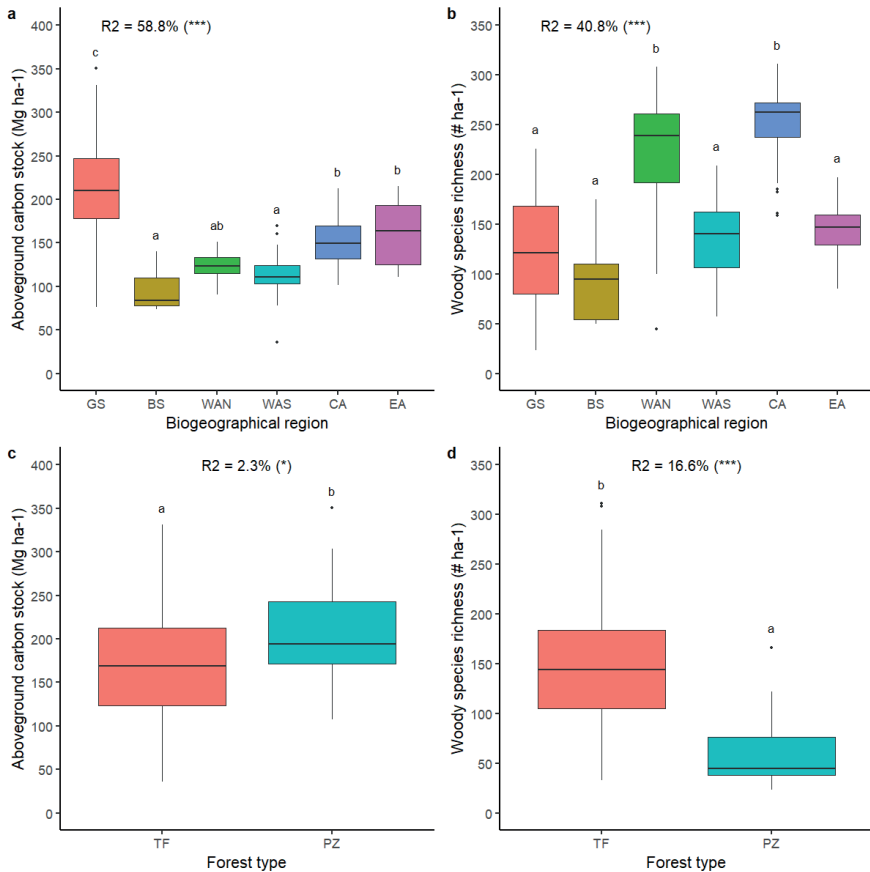 a
R2 = 58.8% (***)
400
350
300
250
200
150
100
50
0
Aboveground carbon stock (Mg ha-1)
c
a
ab
a
b
b
GS BS WAN WAS CA EA
Biogeographical region
b
R2 = 40.8% (***)
350
300
250
200
150
100
50
0
Woody species richness (# ha-1)
a
a
b
a
b
a
GS BS WAN WAS CA EA
Biogeographical region
c
R2 = 2.3% (*)
400
350
300
250
200
150
100
50
0
Aboveground carbon stock (Mg ha-1)
a
b
TF PZ
Forest type
d
R2 = 16.6% (***)
350
300
250
200
150
100
50
0
Woody species richness (# ha-1)
b
a
TF PZ
Forest type